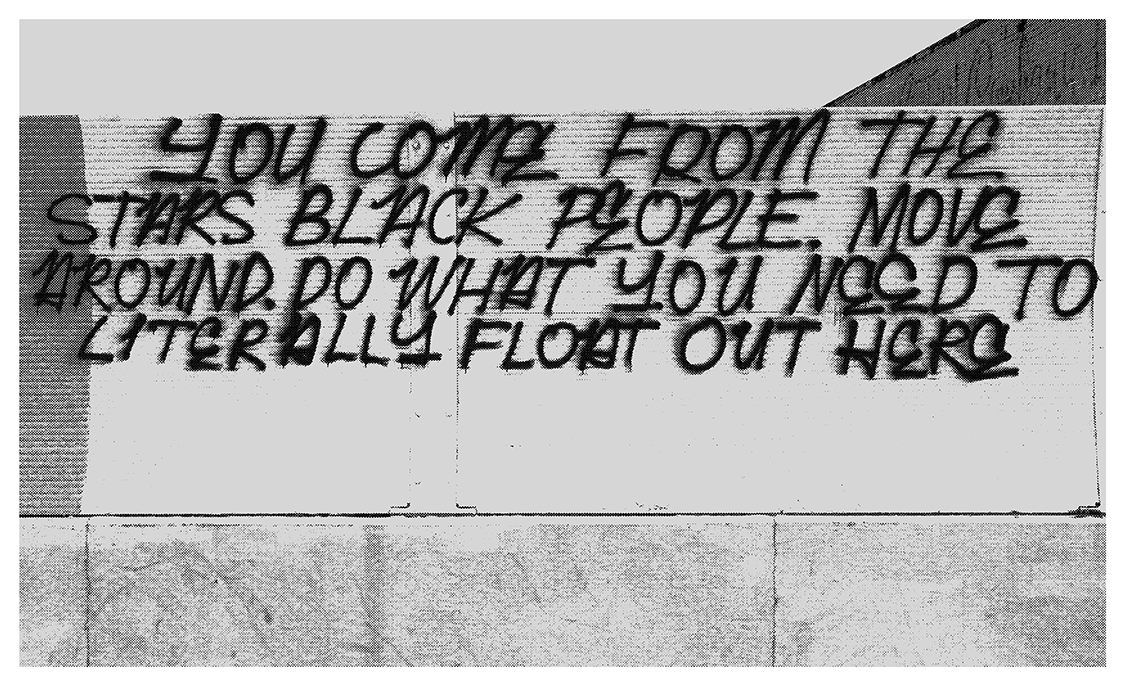 YOU COME FROM THE
STARS BLACK PEOPLE. MOVE
AROUND. DO WHAT YOU NEED TO
LITERALLY FLOAT OUT HERE